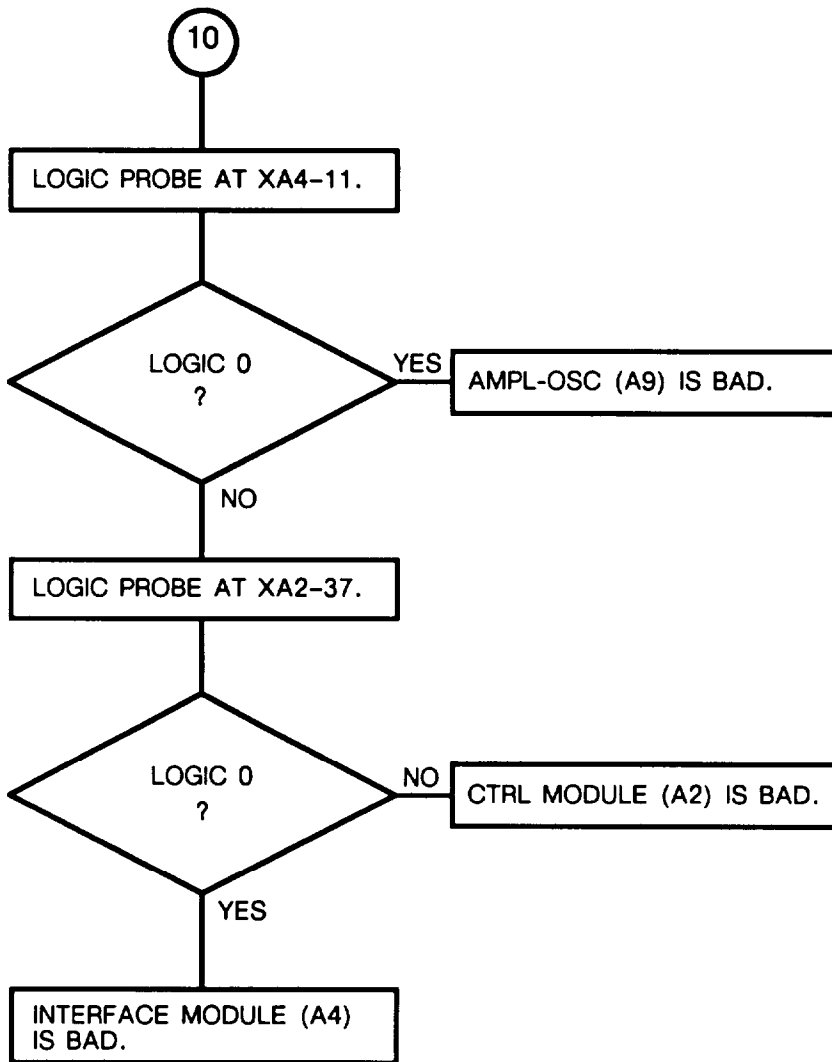 10
LOGIC PROBE AT XA4-11.
LOGIC 0
?
YES
AMPL-OSC (A9) IS BAD.
NO
LOGIC PROBE AT XA2-37.
LOGIC 0
?
NO
CTRL MODULE (A2) IS BAD.
YES
INTERFACE MODULE (A4)
IS BAD.